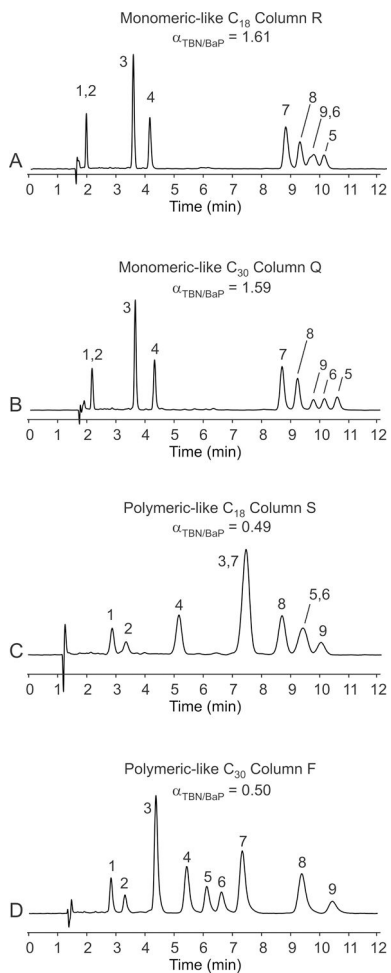 Monomeric-like C₁₈ Column R
α_TBN/BaP = 1.61
3
1,2
4
7
8
9,6
5
A
0 1 2 3 4 5 6 7 8 9 10 11 12
Time (min)
Monomeric-like C₃₀ Column Q
α_TBN/BaP = 1.59
3
8
1,2
4
7
9
6
5
B
0 1 2 3 4 5 6 7 8 9 10 11 12
Time (min)
Polymeric-like C₁₈ Column S
α_TBN/BaP = 0.49
3,7
1
2
4
8
5,6
9
C
0 1 2 3 4 5 6 7 8 9 10 11 12
Time (min)
Polymeric-like C₃₀ Column F
α_TBN/BaP = 0.50
3
1
2
4
5
6
7
8
9
D
0 1 2 3 4 5 6 7 8 9 10 11 12
Time (min)